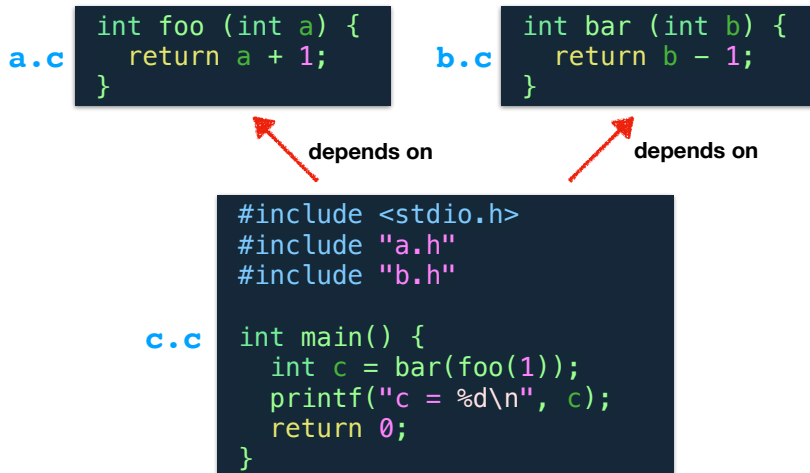 a.c
int foo (int a) {
  return a + 1;
}
b.c
int bar (int b) {
  return b - 1;
}
depends on
depends on
c.c
#include <stdio.h>
#include "a.h"
#include "b.h"

int main() {
  int c = bar(foo(1));
  printf("c = %d\n", c);
  return 0;
}